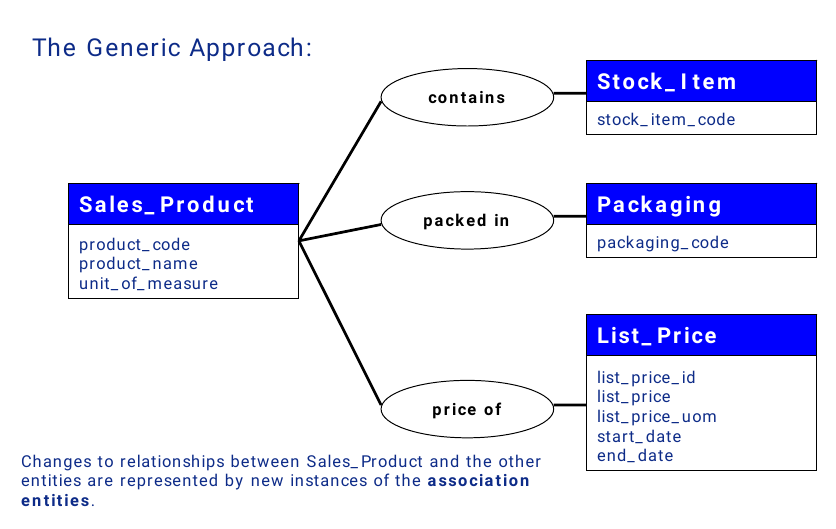 The Generic Approach:
contains
Stock_Item
stock_item_code
Sales_Product
product_code
product_name
unit_of_measure
packed in
Packaging
packaging_code
price of
List_Price
list_price_id
list_price
list_price_uom
start_date
end_date
Changes to relationships between Sales_Product and the other
entities are represented by new instances of the association
entities.